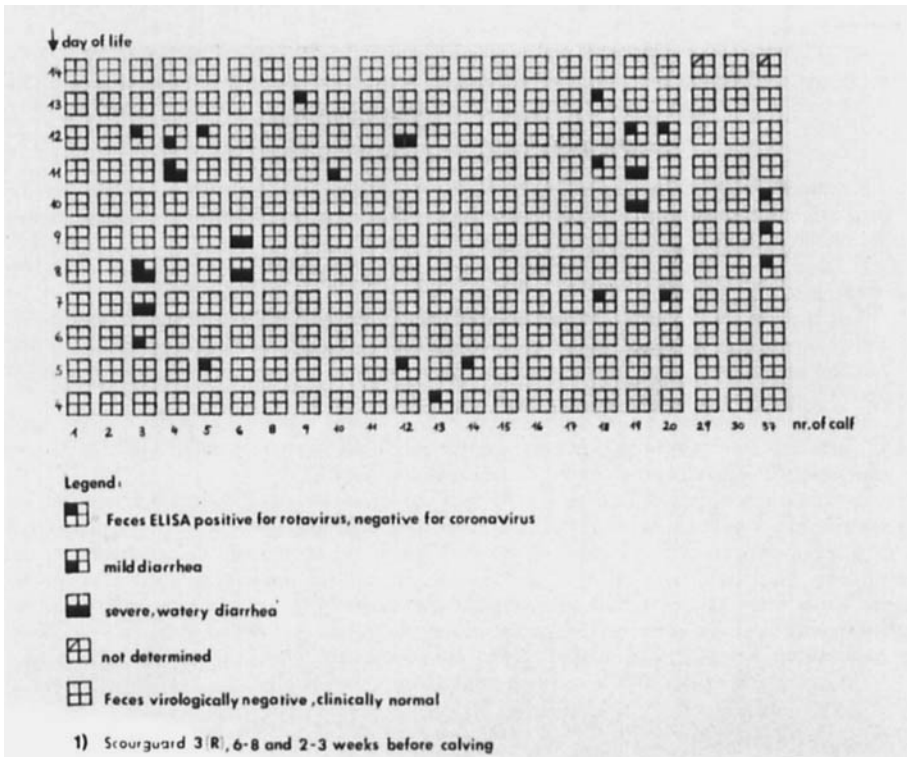 ↓ day of life
14
13
12
11
10
9
8
7
6
5
4
1 2 3 4 5 6 8 9 10 11 12 13 14 15 16 17 18 19 20 29 30 37 nr. of calf
Legend:
Feces ELISA positive for rotavirus, negative for coronavirus
mild diarrhea
severe, watery diarrhea
not determined
Feces virologically negative, clinically normal
1) Scourguard 3(R), 6-8 and 2-3 weeks before calving